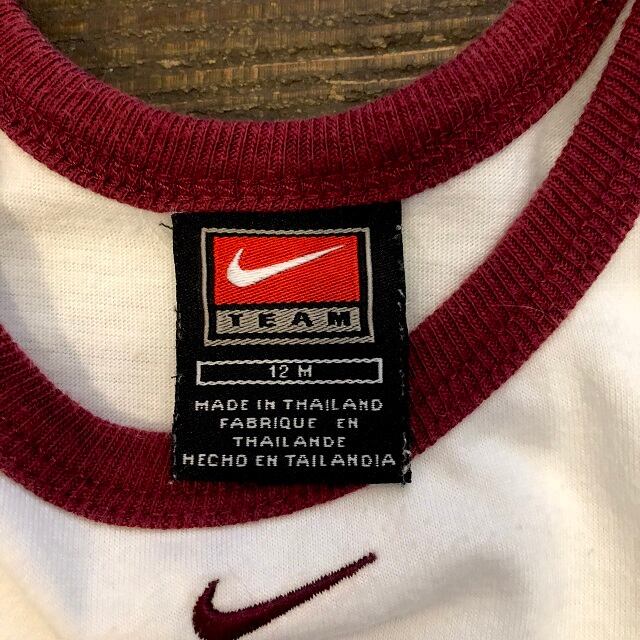 TEAM
12 M
MADE IN THAILAND
FABRIQUE EN
THAILANDE
HECHO EN TAILANDIA